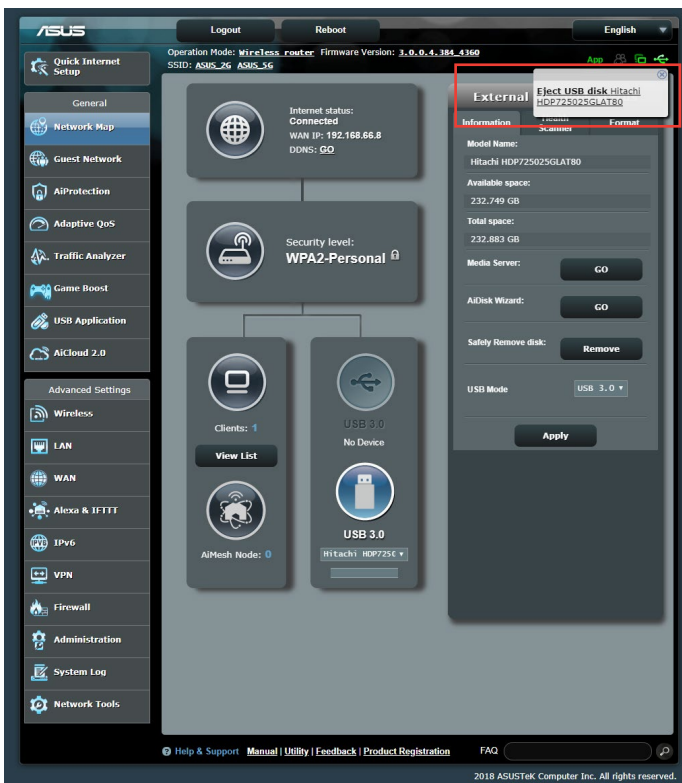 ASUS
Logout
Reboot
English
Quick Internet
Setup
Operation Mode: Wireless router Firmware Version: 3.0.0.4.384_4360
SSID: ASUS_2G ASUS_5G
App
General
Network Map
Guest Network
AiProtection
Adaptive QoS
Traffic Analyzer
Game Boost
USB Application
AiCloud 2.0
Advanced Settings
Wireless
LAN
WAN
Alexa & IFTTT
IPv6
VPN
Firewall
Administration
System Log
Network Tools
Internet status:
Connected
WAN IP: 192.168.66.8
DDNS: GO
Security level:
WPA2-Personal
Clients: 1
View List
AiMesh Node: 0
USB 3.0
No Device
USB 3.0
Hitachi HDP725C
External
Eject USB disk Hitachi
HDP725025GLAT80
Information
Health
Scanner
Format
Model Name:
Hitachi HDP725025GLAT80
Available space:
232.749 GB
Total space:
232.883 GB
Media Server:
GO
AiDisk Wizard:
GO
Safely Remove disk:
Remove
USB Mode
USB 3.0
Apply
Help & Support Manual | Utility | Feedback | Product Registration
FAQ
2018 ASUSTeK Computer Inc. All rights reserved.